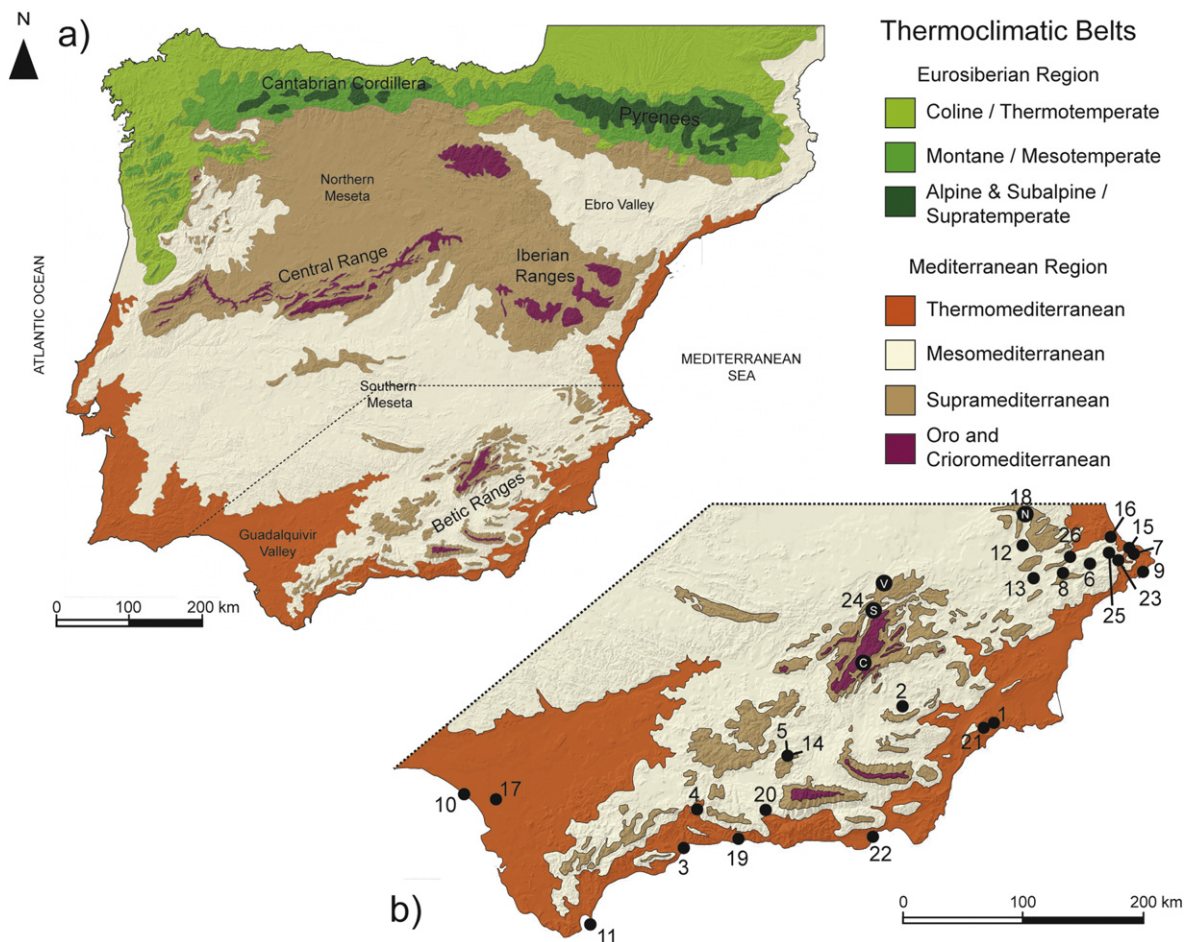 N
a)
Cantabrian Cordillera
Pyrenees
Northern
Meseta
Ebro Valley
Central Range
Iberian
Ranges
ATLANTIC OCEAN
MEDITERRANEAN
SEA
Southern
Meseta
Betic Ranges
Guadalquivir
Valley
0 100 200 km
Thermoclimatic Belts
Eurosiberian Region
Coline / Thermotemperate
Montane / Mesotemperate
Alpine & Subalpine /
Supratemperate
Mediterranean Region
Thermomediterranean
Mesomediterranean
Supramediterranean
Oro and
Crioromediterranean
18
N
16
15
26
7
12
13
8
6
9
25
23
V
24
S
C
2
1
21
5
14
10
17
4
20
3
19
22
11
b)
0 100 200 km